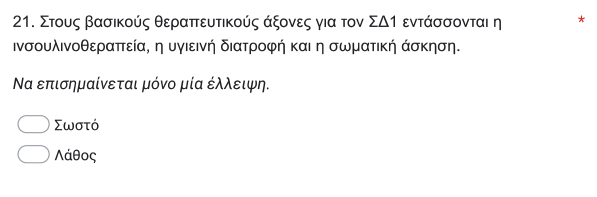 21. Στους βασικούς θεραπευτικούς άξονες για τον ΣΔ1 εντάσσονται η *
ινσουλινοθεραπεία, η υγιεινή διατροφή και η σωματική άσκηση.
Να επισημαίνεται μόνο μία έλλειψη.
Σωστό
Λάθος